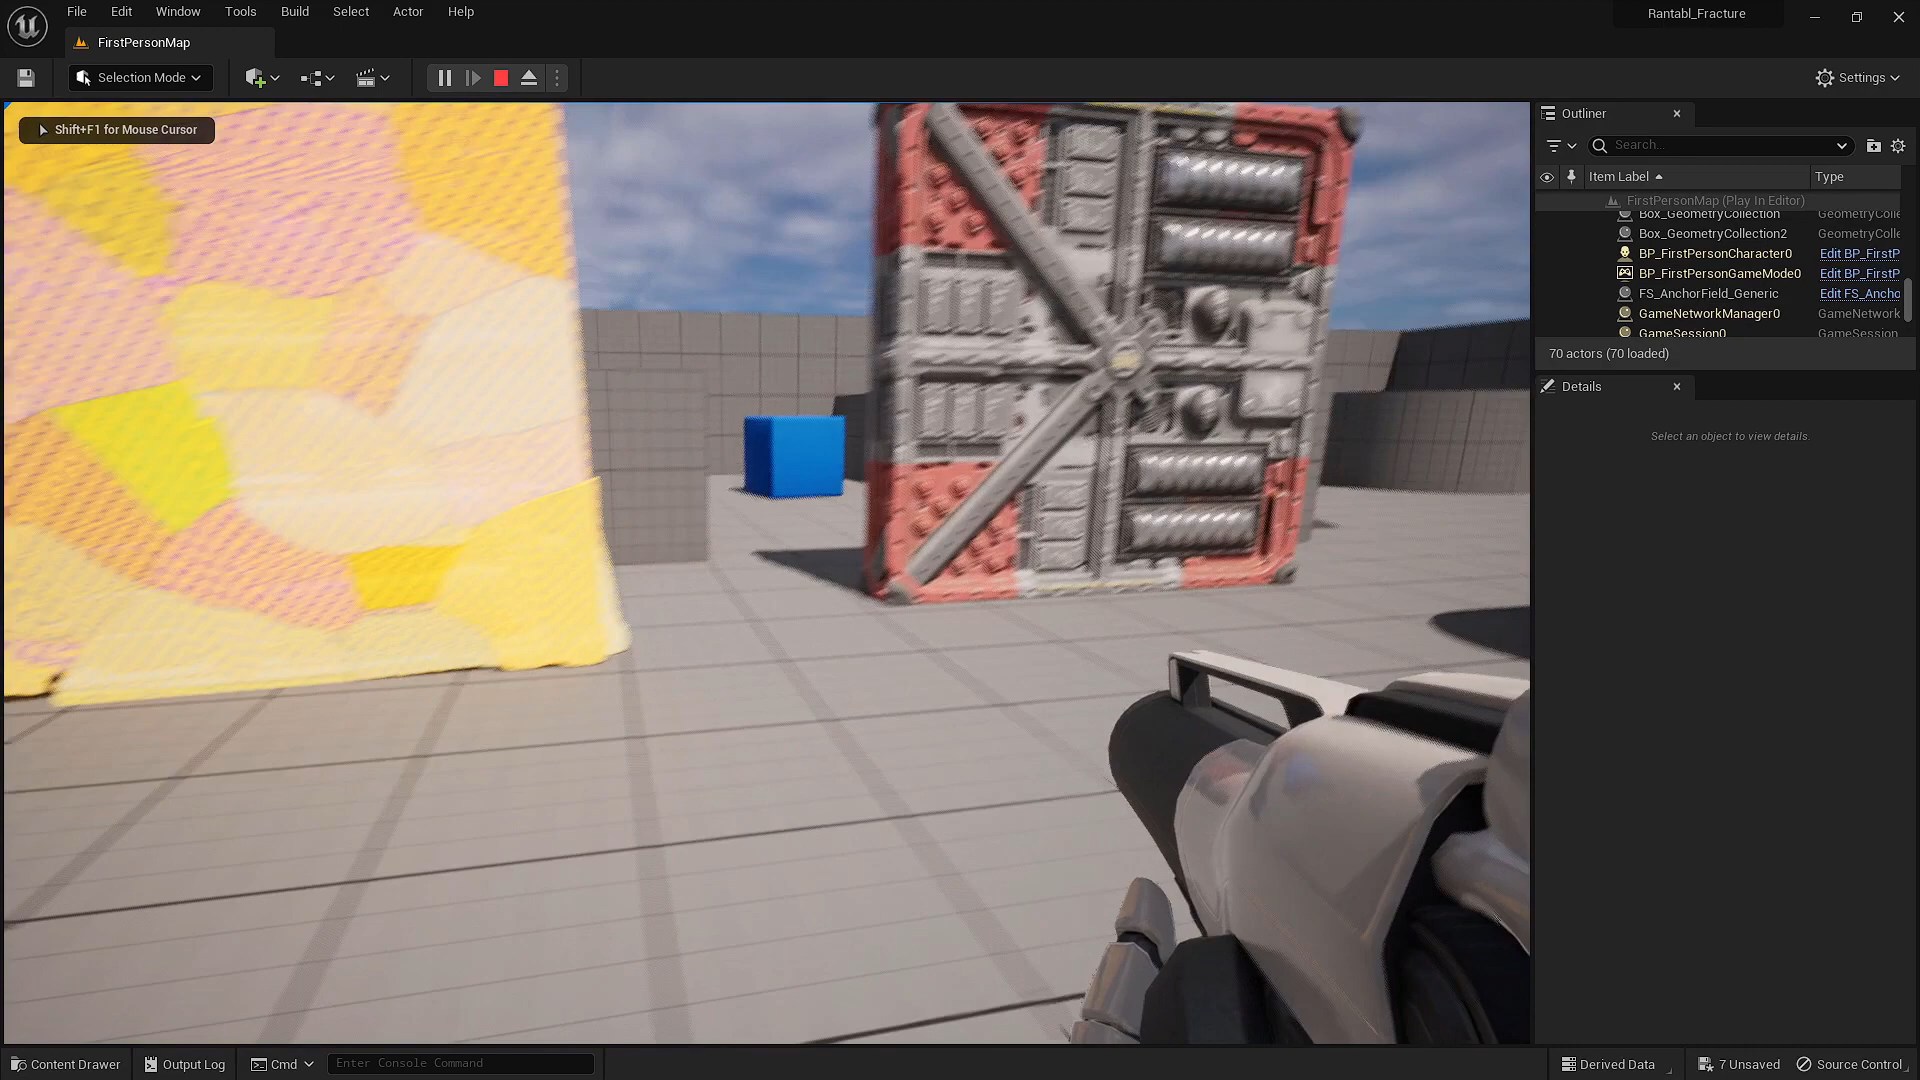 File Edit Window Tools Build Select Actor Help
Rantabl_Fracture
FirstPersonMap
Selection Mode
Settings
Shift+F1 for Mouse Cursor
Outliner
Search...
Item Label Type
FirstPersonMap (Play In Editor)
Box_GeometryCollection GeometryColle
Box_GeometryCollection2 GeometryColle
BP_FirstPersonCharacter0 Edit BP_FirstP
BP_FirstPersonGameMode0 Edit BP_FirstP
FS_AnchorField_Generic Edit FS_Ancho
GameNetworkManager0 GameNetwork
GameSession0 GameSession
70 actors (70 loaded)
Details
Select an object to view details.
Content Drawer Output Log Cmd Enter Console Command Derived Data 7 Unsaved Source Control